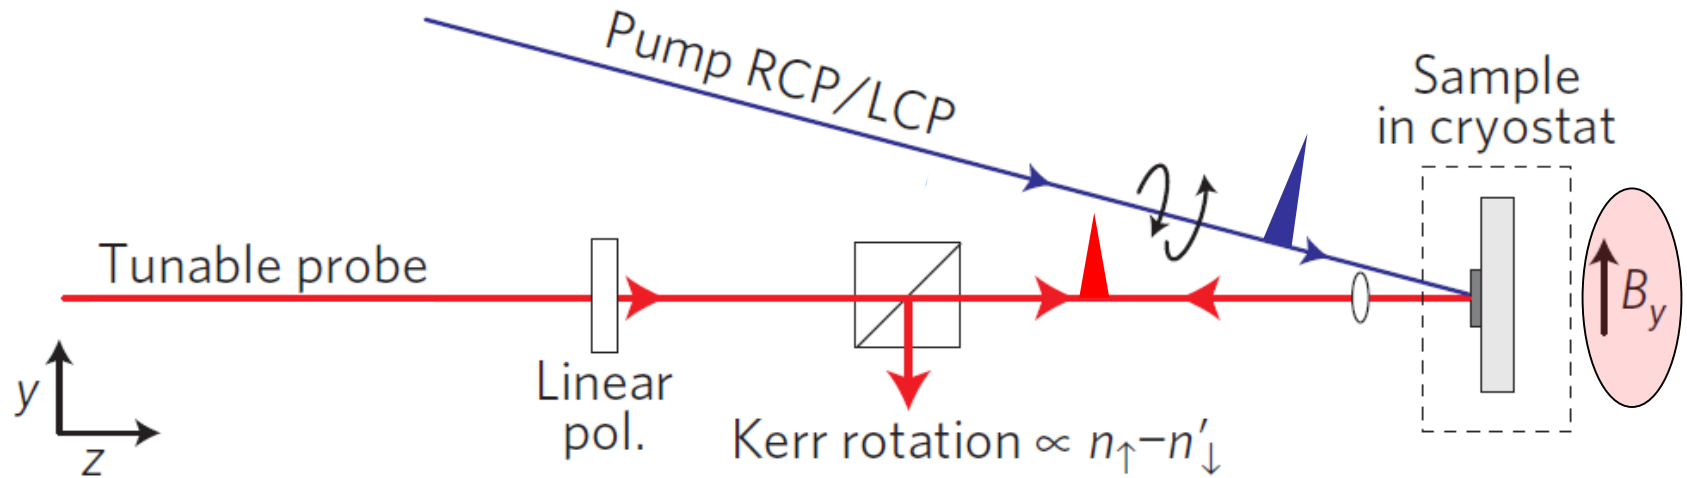 Pump RCP/LCP
Sample
in cryostat
Tunable probe
B_y
y
z
Linear
pol.
Kerr rotation ∝ n↑–n′↓